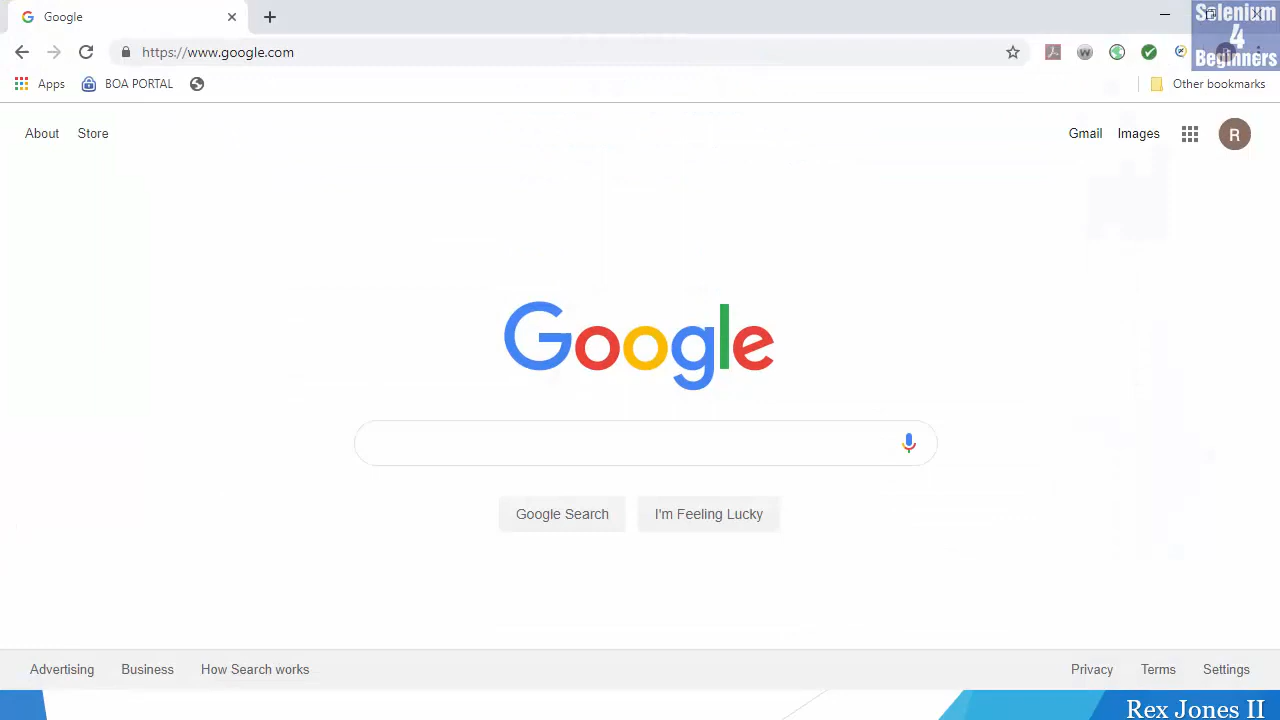 Google
Selenium
4
Beginners
https://www.google.com
Apps
BOA PORTAL
Other bookmarks
About
Store
Gmail
Images
R
Google
Google Search
I'm Feeling Lucky
Advertising
Business
How Search works
Privacy
Terms
Settings
Rex Jones II